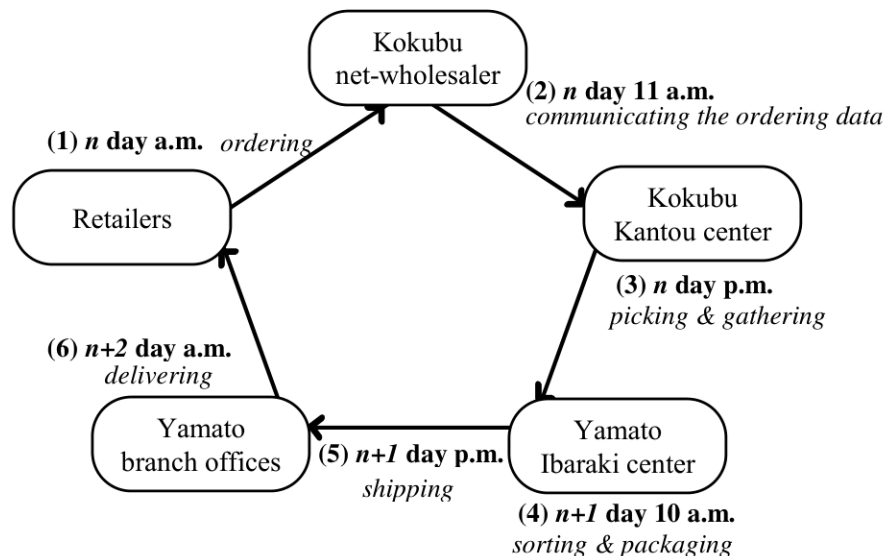 Kokubu
net-wholesaler
(1) n day a.m. ordering
(2) n day 11 a.m.
communicating the ordering data
Retailers
Kokubu
Kantou center
(3) n day p.m.
picking & gathering
(6) n+2 day a.m.
delivering
Yamato
branch offices
(5) n+1 day p.m.
shipping
Yamato
Ibaraki center
(4) n+1 day 10 a.m.
sorting & packaging